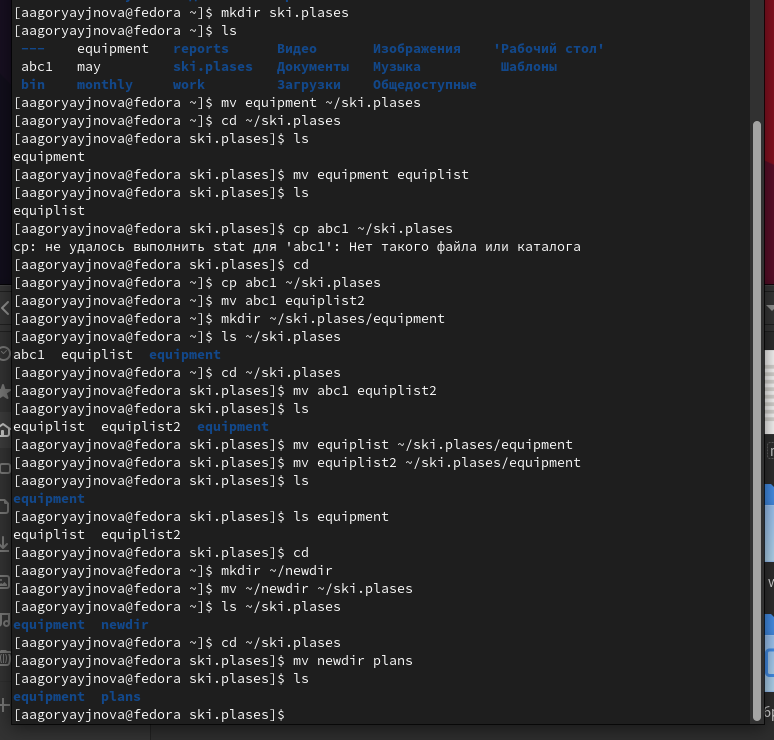 [aagoryayjnova@fedora ~]$ mkdir ski.plases
[aagoryayjnova@fedora ~]$ ls
---    equipment   reports      Видео       Изображения   'Рабочий стол'
abc1   may         ski.plases   Документы   Музыка         Шаблоны
bin    monthly     work         Загрузки    Общедоступные
[aagoryayjnova@fedora ~]$ mv equipment ~/ski.plases
[aagoryayjnova@fedora ~]$ cd ~/ski.plases
[aagoryayjnova@fedora ski.plases]$ ls
equipment
[aagoryayjnova@fedora ski.plases]$ mv equipment equiplist
[aagoryayjnova@fedora ski.plases]$ ls
equiplist
[aagoryayjnova@fedora ski.plases]$ cp abc1 ~/ski.plases
cp: не удалось выполнить stat для 'abc1': Нет такого файла или каталога
[aagoryayjnova@fedora ski.plases]$ cd
[aagoryayjnova@fedora ~]$ cp abc1 ~/ski.plases
[aagoryayjnova@fedora ~]$ mv abc1 equiplist2
[aagoryayjnova@fedora ~]$ mkdir ~/ski.plases/equipment
[aagoryayjnova@fedora ~]$ ls ~/ski.plases
abc1  equiplist  equipment
[aagoryayjnova@fedora ~]$ cd ~/ski.plases
[aagoryayjnova@fedora ski.plases]$ mv abc1 equiplist2
[aagoryayjnova@fedora ski.plases]$ ls
equiplist  equiplist2  equipment
[aagoryayjnova@fedora ski.plases]$ mv equiplist ~/ski.plases/equipment
[aagoryayjnova@fedora ski.plases]$ mv equiplist2 ~/ski.plases/equipment
[aagoryayjnova@fedora ski.plases]$ ls
equipment
[aagoryayjnova@fedora ski.plases]$ ls equipment
equiplist  equiplist2
[aagoryayjnova@fedora ski.plases]$ cd
[aagoryayjnova@fedora ~]$ mkdir ~/newdir
[aagoryayjnova@fedora ~]$ mv ~/newdir ~/ski.plases
[aagoryayjnova@fedora ~]$ ls ~/ski.plases
equipment  newdir
[aagoryayjnova@fedora ~]$ cd ~/ski.plases
[aagoryayjnova@fedora ski.plases]$ mv newdir plans
[aagoryayjnova@fedora ski.plases]$ ls
equipment  plans
[aagoryayjnova@fedora ski.plases]$